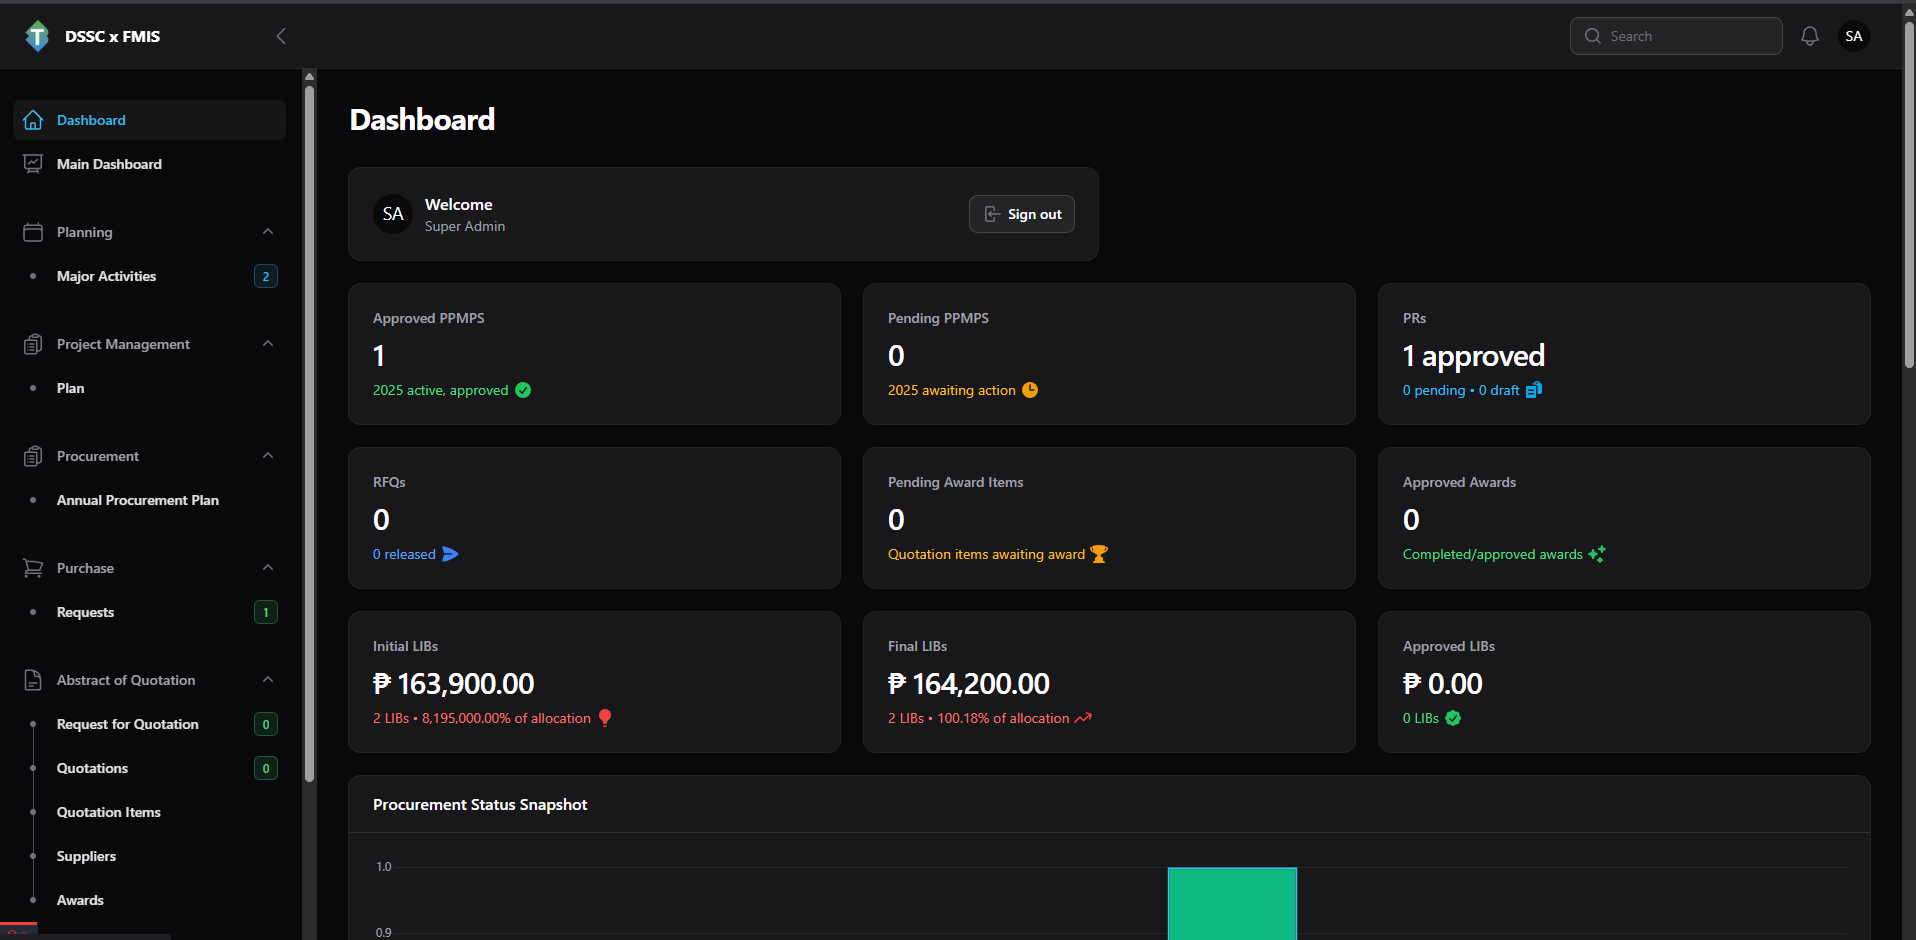 DSSC x FMIS
Search
SA
Dashboard
Main Dashboard
Planning
Major Activities 2
Project Management
Plan
Procurement
Annual Procurement Plan
Purchase
Requests 1
Abstract of Quotation
Request for Quotation 0
Quotations 0
Quotation Items
Suppliers
Awards
Dashboard
SA
Welcome
Super Admin
Sign out
Approved PPMPS
1
2025 active, approved
Pending PPMPS
0
2025 awaiting action
PRs
1 approved
0 pending • 0 draft
RFQs
0
0 released
Pending Award Items
0
Quotation items awaiting award
Approved Awards
0
Completed/approved awards
Initial LIBs
₱ 163,900.00
2 LIBs • 8,195,000.00% of allocation
Final LIBs
₱ 164,200.00
2 LIBs • 100.18% of allocation
Approved LIBs
₱ 0.00
0 LIBs
Procurement Status Snapshot
1.0
0.9